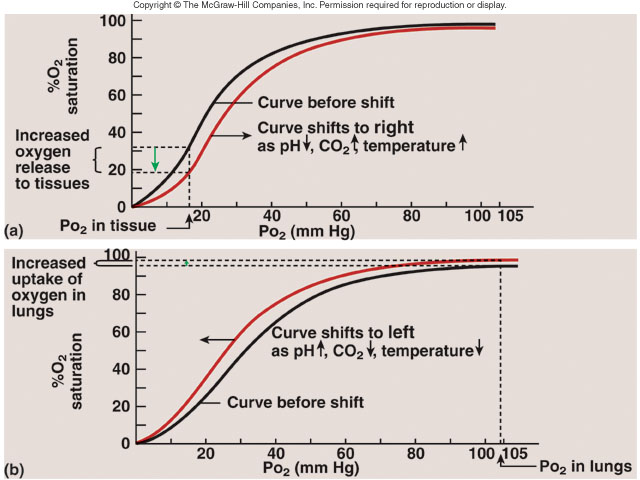 Copyright © The McGraw-Hill Companies, Inc. Permission required for reproduction or display.
100
80
60
40
20
0
%O₂
saturation
Curve before shift
Curve shifts to right
as pH↓, CO₂↑, temperature↑
Increased
oxygen
release
to tissues
20 40 60 80 100 105
(a)
Po₂ in tissue
Po₂ (mm Hg)
Increased
uptake of
oxygen in
lungs
100
80
60
40
20
0
%O₂
saturation
Curve shifts to left
as pH↑, CO₂↓, temperature↓
Curve before shift
20 40 60 80 100 105
(b)
Po₂ (mm Hg)
Po₂ in lungs